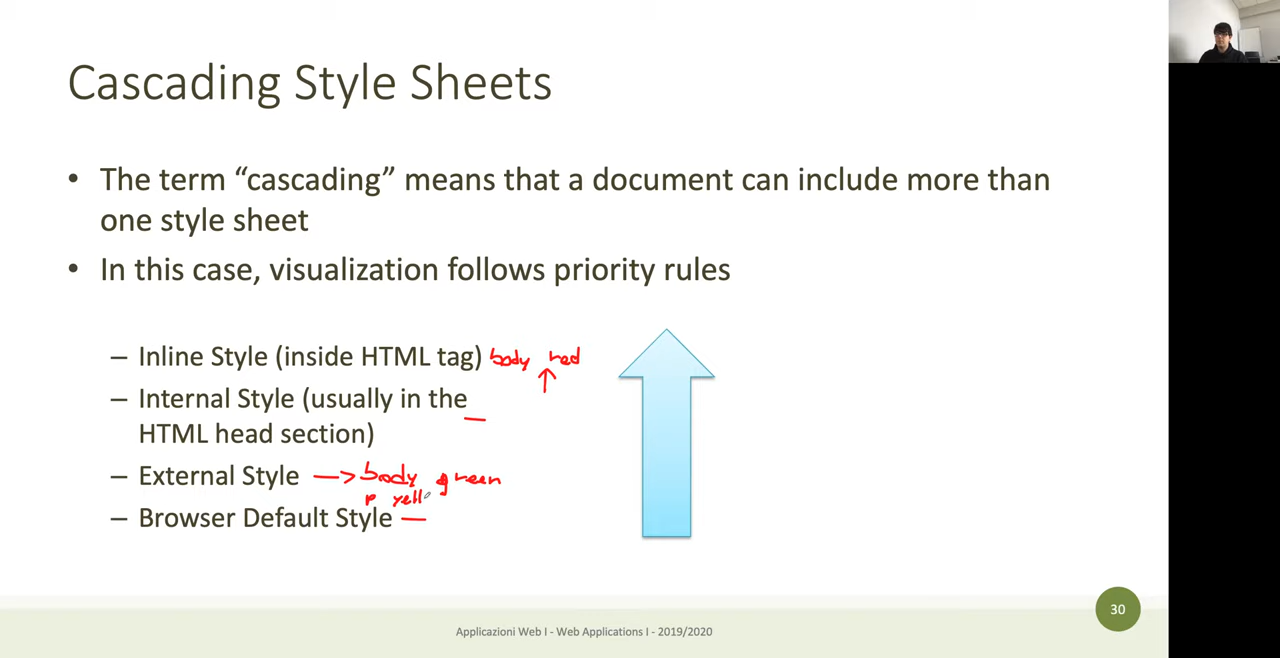 Cascading Style Sheets
• The term “cascading” means that a document can include more than
one style sheet
• In this case, visualization follows priority rules
– Inline Style (inside HTML tag) body red
– Internal Style (usually in the
HTML head section)
– External Style —> body green
p yell
– Browser Default Style —
30
Applicazioni Web I - Web Applications I - 2019/2020